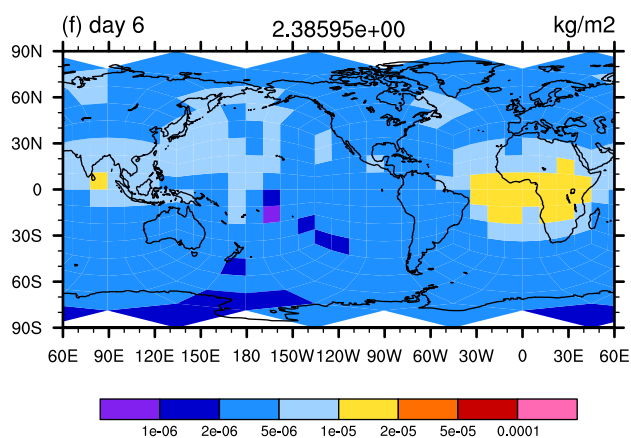 (f) day 6 2.38595e+00 kg/m2
90N
60N
30N
0
30S
60S
90S
60E 90E 120E 150E 180 150W 120W 90W 60W 30W 0 30E 60E
1e-06 2e-06 5e-06 1e-05 2e-05 5e-05 0.0001